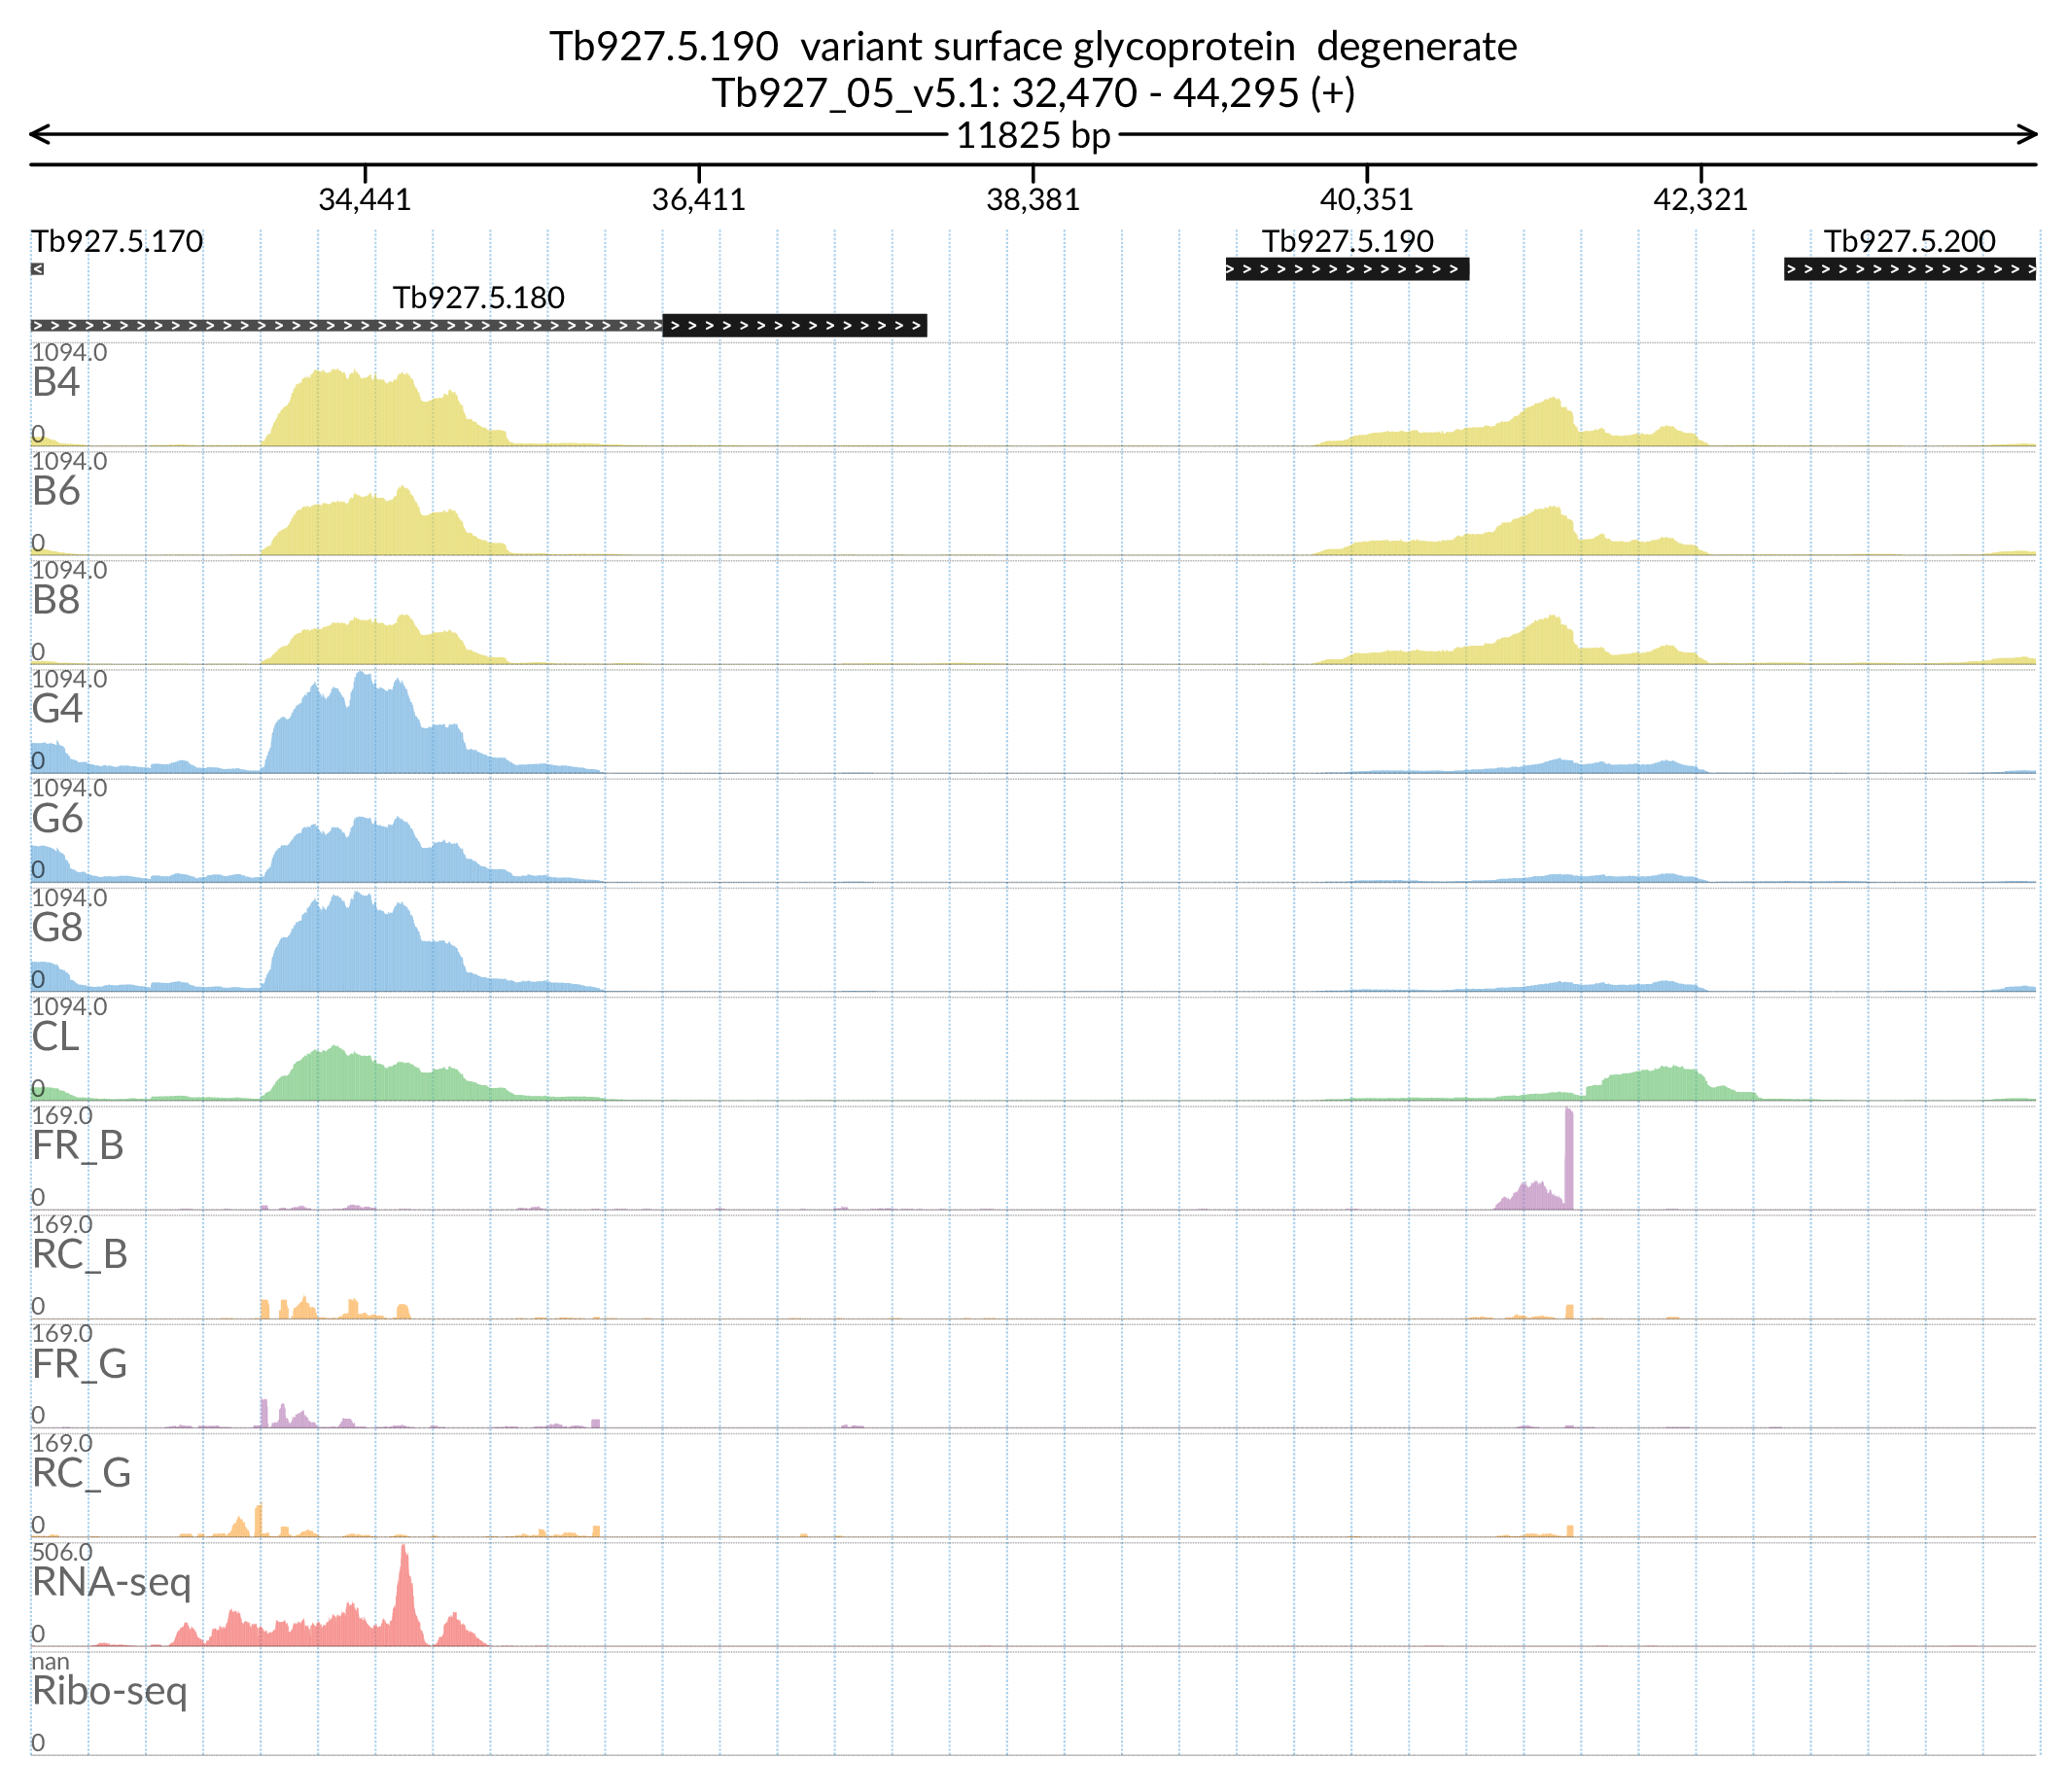 Tb927.5.190  variant surface glycoprotein  degenerate
Tb927_05_v5.1: 32,470 - 44,295 (+)
11825 bp
34,441 36,411 38,381 40,351 42,321
Tb927.5.170 Tb927.5.190 Tb927.5.200
Tb927.5.180
1094.0
B4
0
1094.0
B6
0
1094.0
B8
0
1094.0
G4
0
1094.0
G6
0
1094.0
G8
0
1094.0
CL
0
169.0
FR_B
0
169.0
RC_B
0
169.0
FR_G
0
169.0
RC_G
0
506.0
RNA-seq
0
nan
Ribo-seq
0